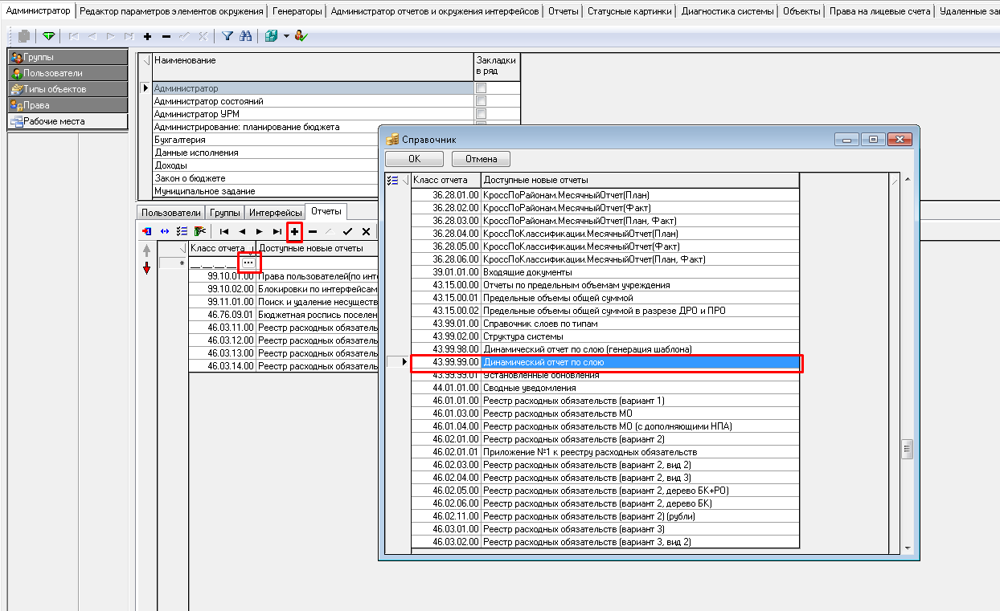 Администратор Редактор параметров элементов окружения Генераторы Администратор отчетов и окружения интерфейсов Отчеты Статусные картинки Диагностика системы Объекты Права на лицевые счета Удаленные за
Группы
Пользователи
Типы объектов
Права
Рабочие места
Наименование Закладки в ряд
Администратор
Администратор состояний
Администратор УРМ
Администрирование: планирование бюджета
Бухгалтерия
Данные исполнения
Доходы
Закон о бюджете
Муниципальное задание
Пользователи Группы Интерфейсы Отчеты
Класс отчета Доступные новые отчеты
* __.__.__.__ ...
99.10.01.00 Права пользователей(по инт
99.10.02.00 Блокировки по интерфейсам
99.11.01.00 Поиск и удаление несуществ
46.76.09.01 Бюджетная роспись поселен
46.03.11.00 Реестр расходных обязатель
46.03.12.00 Реестр расходных обязатель
46.03.13.00 Реестр расходных обязатель
46.03.14.00 Реестр расходных обязатель
Справочник
OK Отмена
Класс отчета Доступные новые отчеты
36.28.01.00 КроссПоРайонам.МесячныйОтчет(План)
36.28.02.00 КроссПоРайонам.МесячныйОтчет(Факт)
36.28.03.00 КроссПоРайонам.МесячныйОтчет(План, Факт)
36.28.04.00 КроссПоКлассификации.МесячныйОтчет(План)
36.28.05.00 КроссПоКлассификации.МесячныйОтчет(Факт)
36.28.06.00 КроссПоКлассификации.МесячныйОтчет(План, Факт)
39.01.01.00 Входящие документы
43.15.00.00 Отчеты по предельным объемам учреждения
43.15.00.01 Предельные объемы общей суммой
43.15.00.02 Предельные объемы общей суммой в разрезе ДРО и ПРО
43.99.01.00 Справочник слоев по типам
43.99.02.00 Структура системы
43.99.98.00 Динамический отчет по слою (генерация шаблона)
43.99.99.00 Динамический отчет по слою
43.99.99.01 Установленные обновления
44.01.01.00 Сводные уведомления
46.01.01.00 Реестр расходных обязательств (вариант 1)
46.01.03.00 Реестр расходных обязательств МО
46.01.04.00 Реестр расходных обязательств МО (с дополняющими НПА)
46.02.01.00 Реестр расходных обязательств (вариант 2)
46.02.01.01 Приложение №1 к реестру расходных обязательств
46.02.03.00 Реестр расходных обязательств (вариант 2, вид 2)
46.02.04.00 Реестр расходных обязательств (вариант 2, вид 3)
46.02.05.00 Реестр расходных обязательств (вариант 2, дерево БК+РО)
46.02.06.00 Реестр расходных обязательств (вариант 2, дерево БК)
46.02.11.00 Реестр расходных обязательств (вариант 2) (рубли)
46.03.01.00 Реестр расходных обязательств (вариант 3)
46.03.02.00 Реестр расходных обязательств (вариант 3, вид 2)